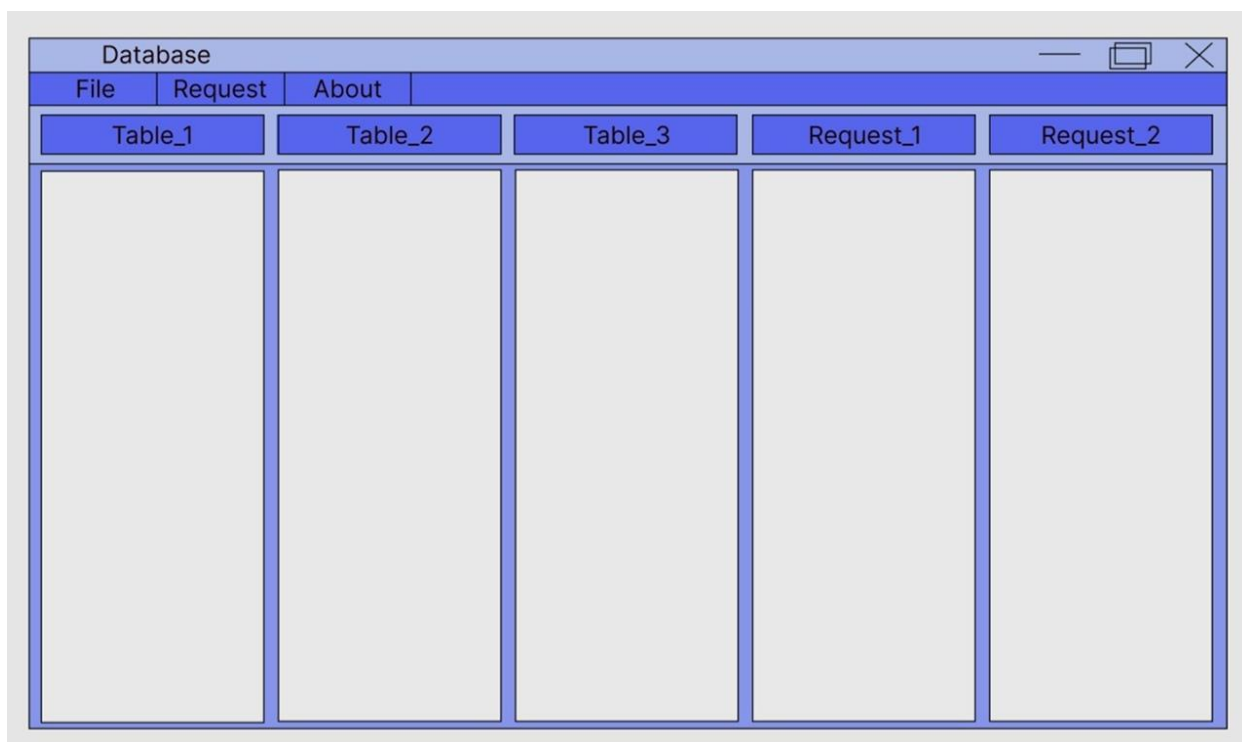 Database
File Request About
Table_1 Table_2 Table_3 Request_1 Request_2